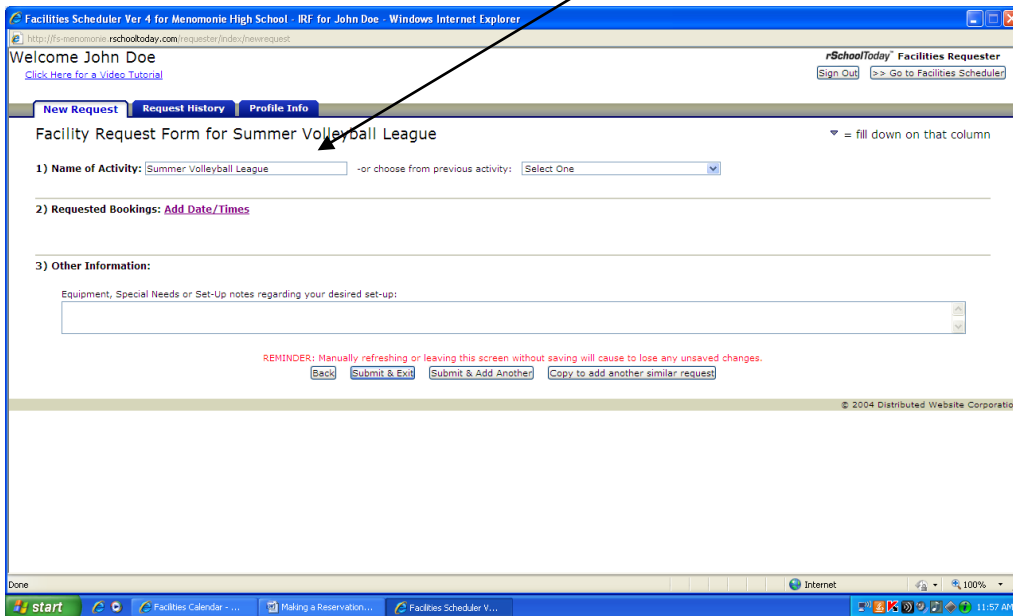 Facilities Scheduler Ver 4 for Menomonie High School - IRF for John Doe - Windows Internet Explorer
http://fs-menomonie.rschooltoday.com/requester/index/newrequest
Welcome John Doe
rSchoolToday™ Facilities Requester
Click Here for a Video Tutorial
Sign Out >> Go to Facilities Scheduler
New Request Request History Profile Info
Facility Request Form for Summer Volleyball League
= fill down on that column
1) Name of Activity: Summer Volleyball League -or choose from previous activity: Select One
2) Requested Bookings: Add Date/Times
3) Other Information:
Equipment, Special Needs or Set-Up notes regarding your desired set-up:
REMINDER: Manually refreshing or leaving this screen without saving will cause to lose any unsaved changes.
Back Submit & Exit Submit & Add Another Copy to add another similar request
© 2004 Distributed Website Corporatio
Done Internet 100%
start Facilities Calendar - ... Making a Reservation... Facilities Scheduler V... 11:57 AM